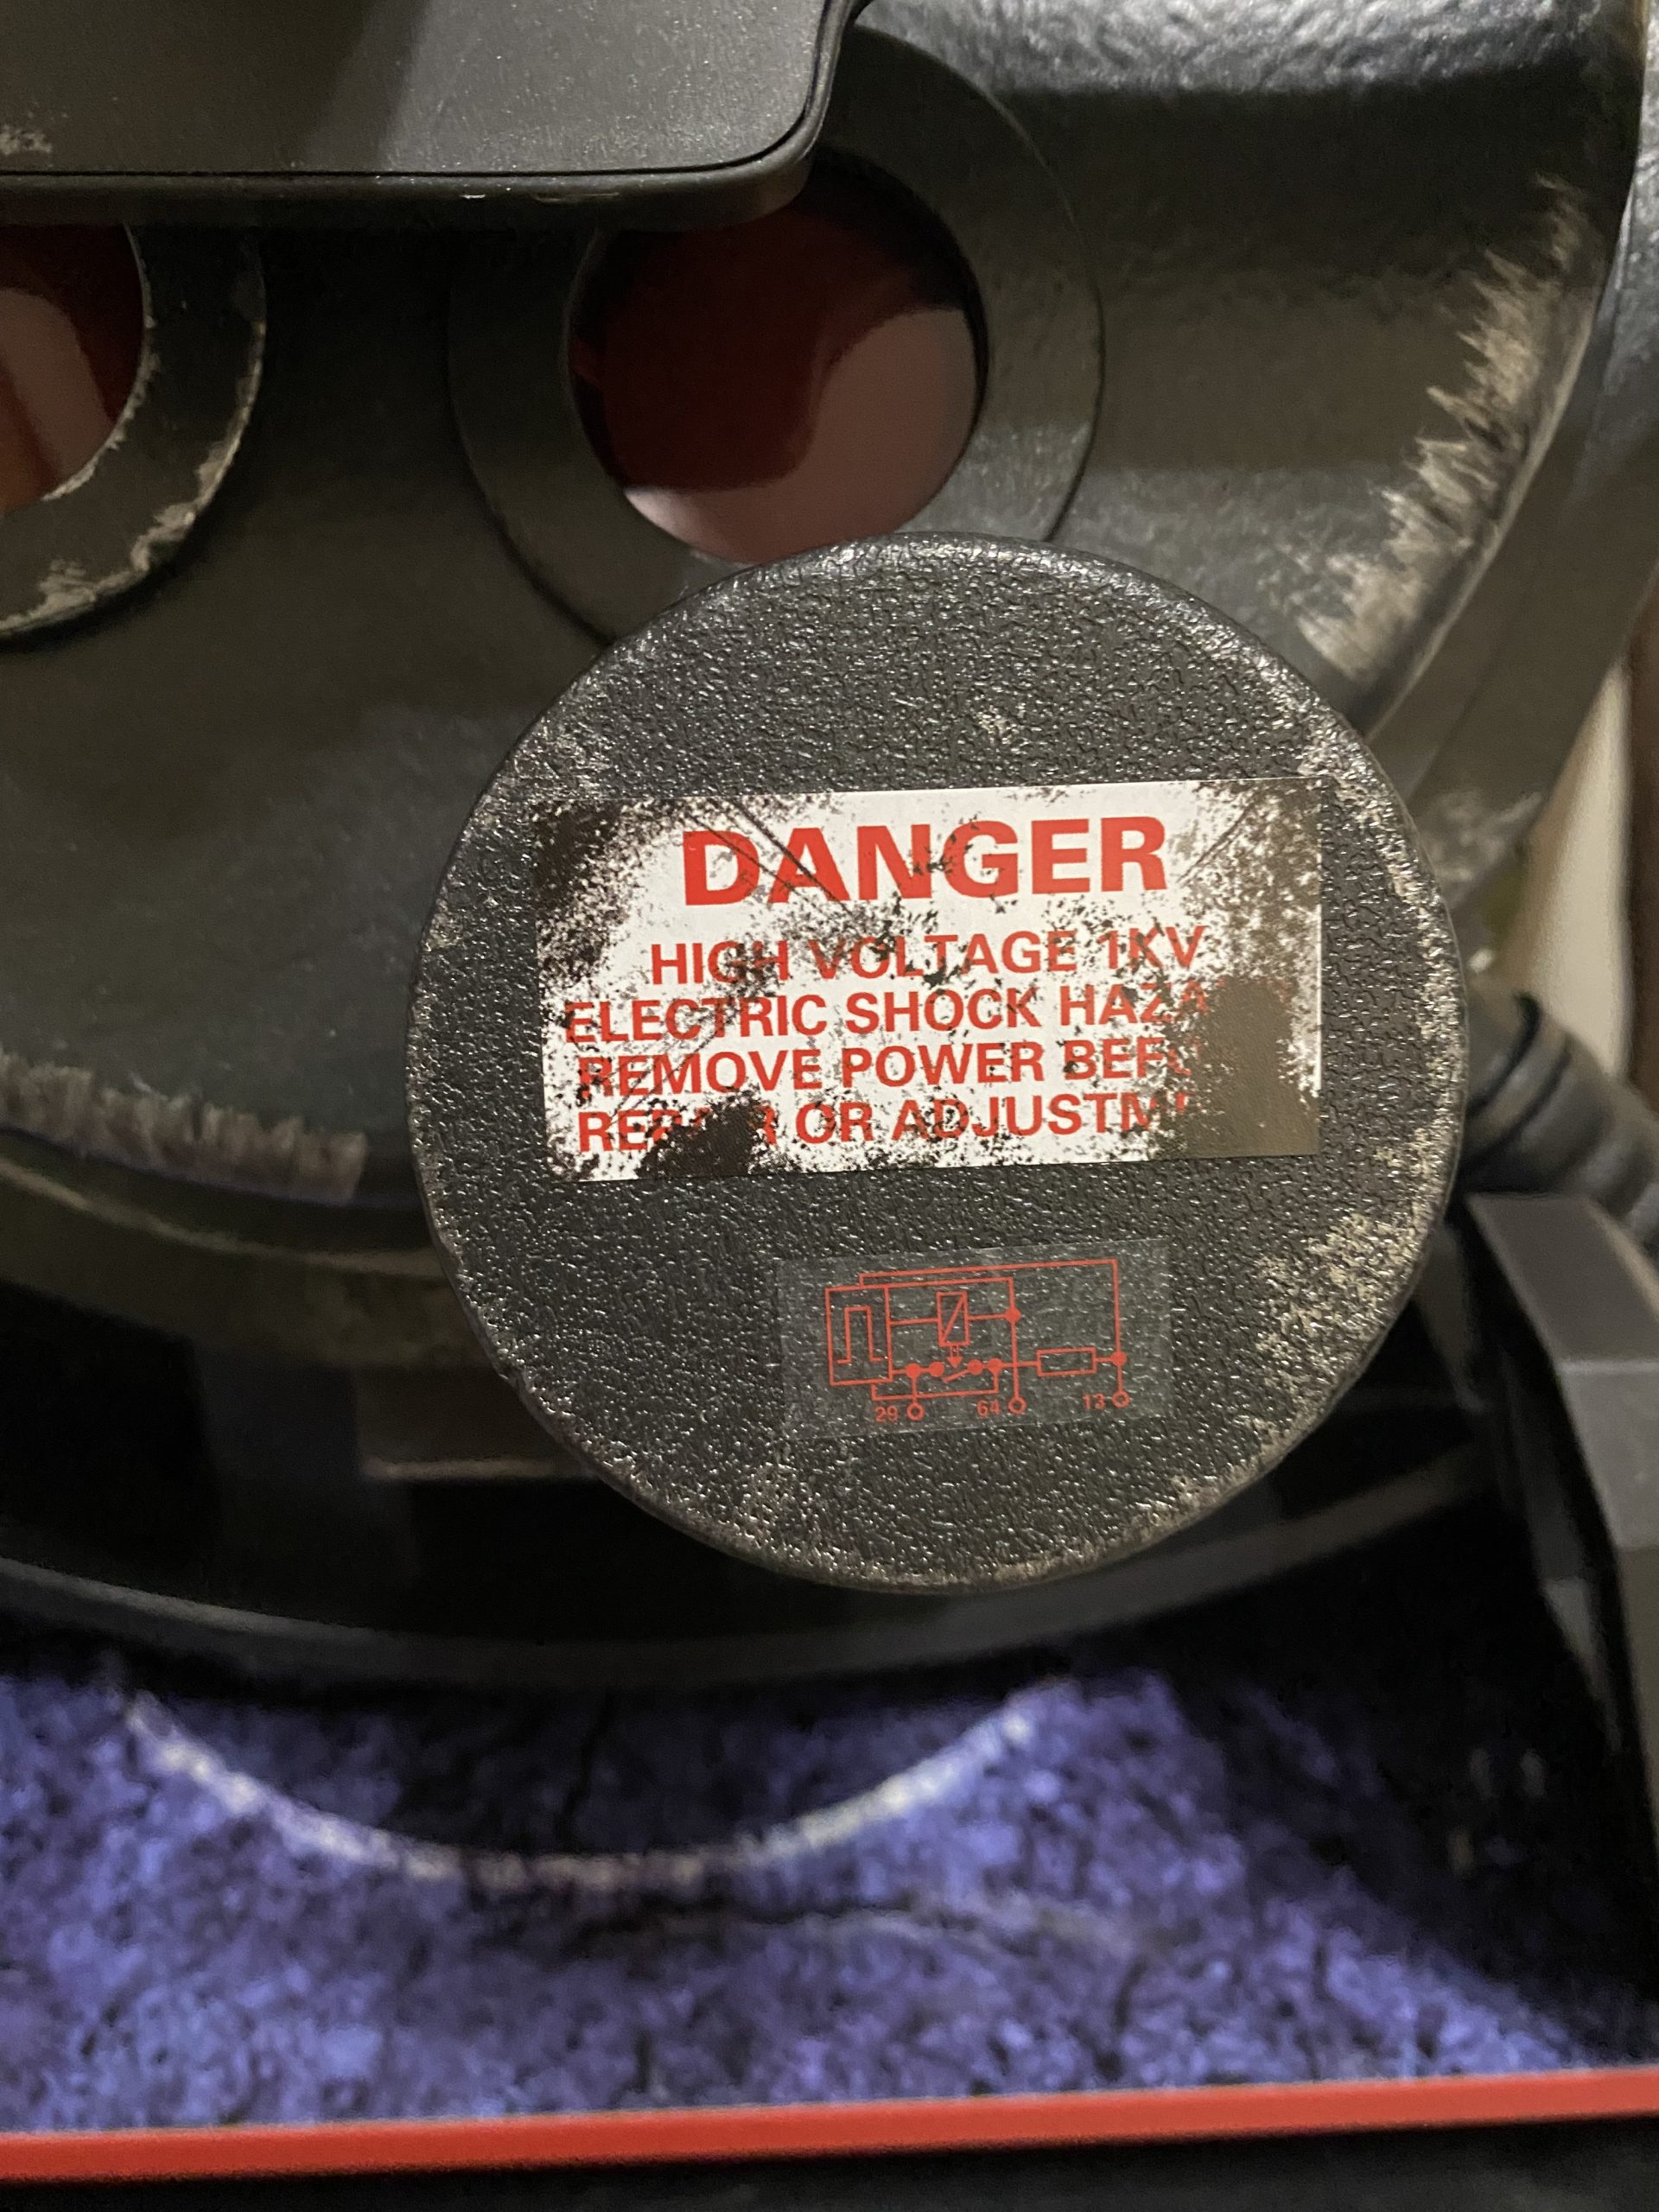 DANGER
HIGH VOLTAGE 1KV
ELECTRIC SHOCK
REMOVE POWER
OR
29 64 13